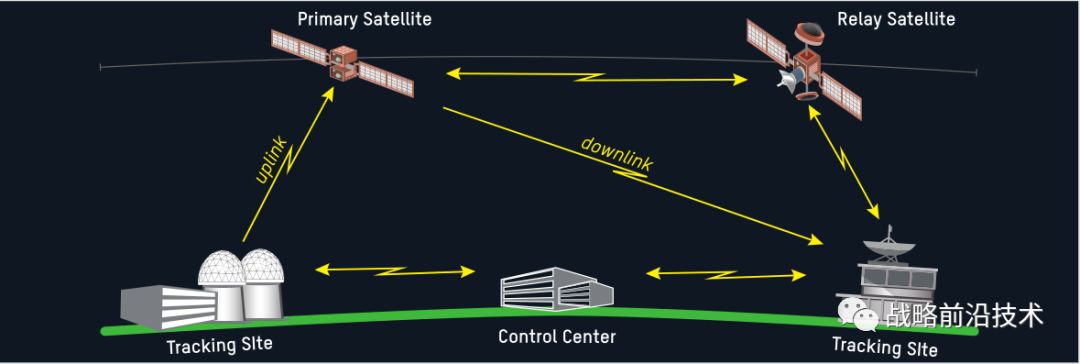 Primary Satellite
Relay Satellite
uplink
downlink
Tracking SIte
Control Center
Tracking SIte
战略前沿技术